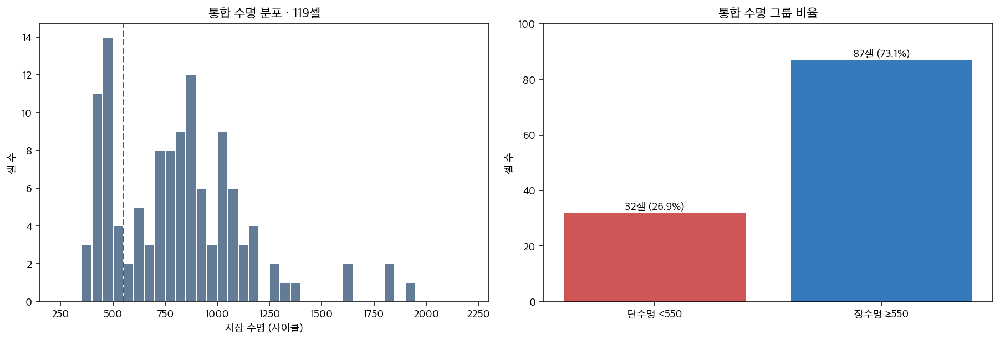 통합 수명 분포 · 119셀
14
12
10
8
6
4
2
0
셀 수
250 500 750 1000 1250 1500 1750 2000 2250
저장 수명 (사이클)
통합 수명 그룹 비율
100
80
60
40
20
0
셀 수
32셀 (26.9%)
87셀 (73.1%)
단수명 <550
장수명 ≥550